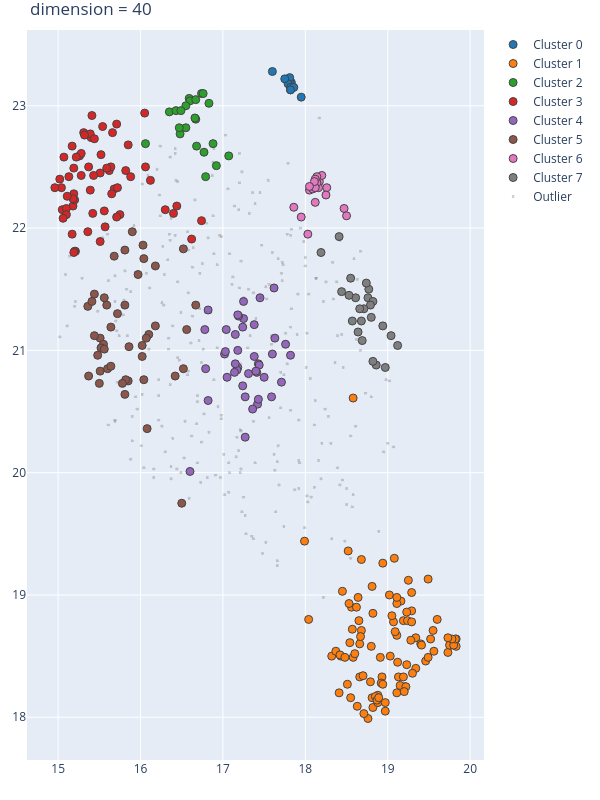 dimension = 40
Cluster 0
Cluster 1
Cluster 2
Cluster 3
Cluster 4
Cluster 5
Cluster 6
Cluster 7
Outlier
23
22
21
20
19
18
15 16 17 18 19 20